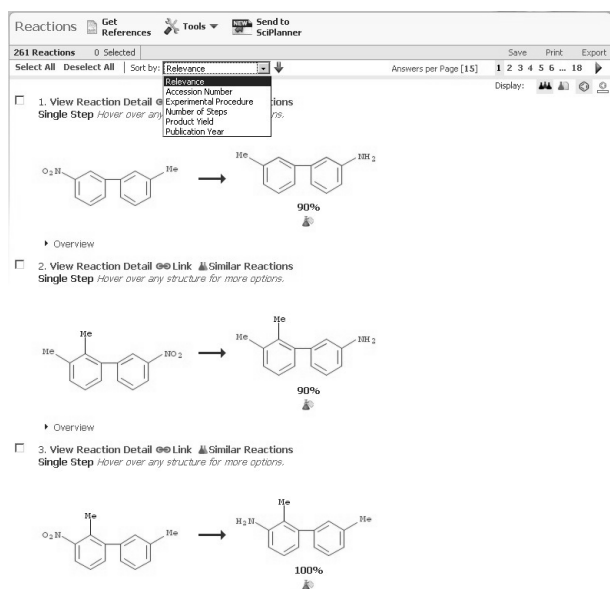 Reactions Get References Tools NEW Send to SciPlanner
261 Reactions 0 Selected Save Print Export
Select All Deselect All Sort by: Relevance Answers per Page [15] 1 2 3 4 5 6 ... 18
Relevance
Accession Number
Experimental Procedure
Number of Steps
Product Yield
Publication Year
Display:
1. View Reaction Detail
Single Step Hover over any
O2N Me Me NH2
90%
Overview
2. View Reaction Detail Link Similar Reactions
Single Step Hover over any structure for more options.
Me Me NO2 Me Me NH2
90%
Overview
3. View Reaction Detail Link Similar Reactions
Single Step Hover over any structure for more options.
O2N Me Me H2N Me Me
100%